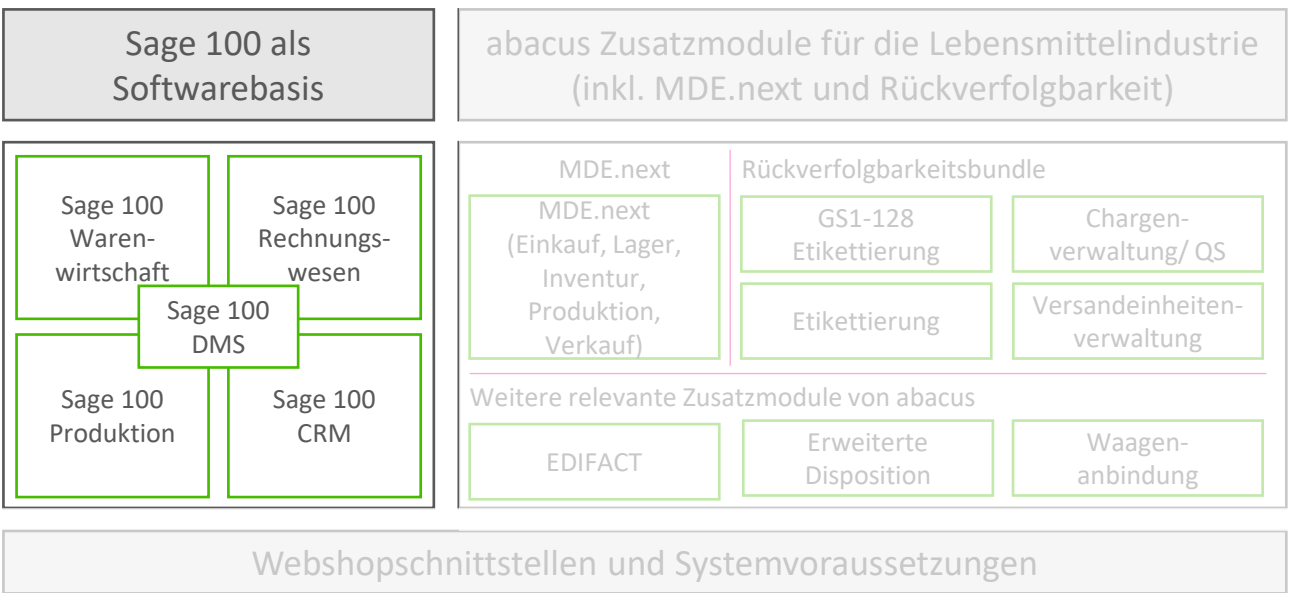 Sage 100 als
Softwarebasis
abacus Zusatzmodule für die Lebensmittelindustrie
(inkl. MDE.next und Rückverfolgbarkeit)
Sage 100
Waren-
wirtschaft
Sage 100
Rechnungs-
wesen
Sage 100
DMS
Sage 100
Produktion
Sage 100
CRM
MDE.next
MDE.next
(Einkauf, Lager,
Inventur,
Produktion,
Verkauf)
Rückverfolgbarkeitsbundle
GS1-128
Etikettierung
Chargen-
verwaltung/ QS
Etikettierung
Versandeinheiten-
verwaltung
Weitere relevante Zusatzmodule von abacus
EDIFACT
Erweiterte
Disposition
Waagen-
anbindung
Webshopschnittstellen und Systemvoraussetzungen